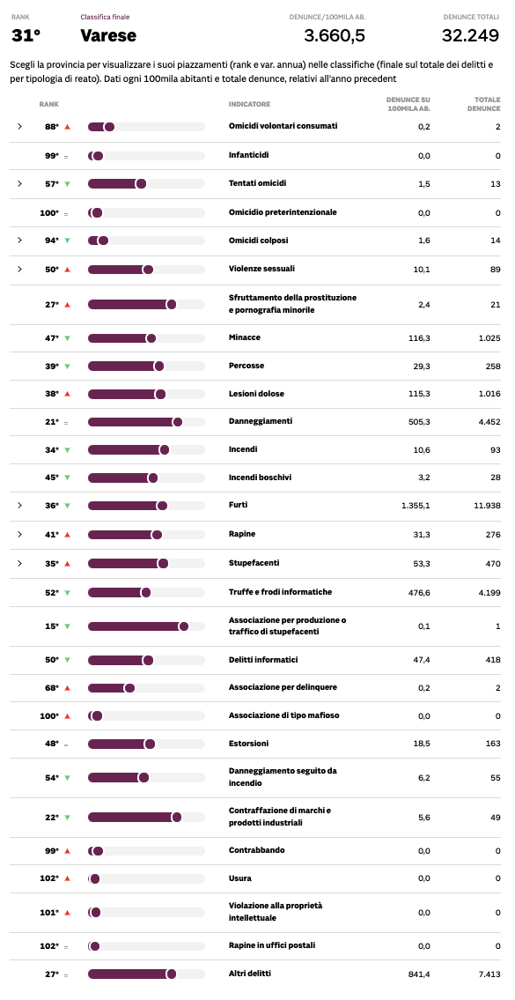 RANK Classifica finale DENUNCE/100MILA AB. DENUNCE TOTALI
31° Varese 3.660,5 32.249
Scegli la provincia per visualizzare i suoi piazzamenti (rank e var. annua) nelle classifiche (finale sul totale dei delitti e
per tipologia di reato). Dati ogni 100mila abitanti e totale denunce, relativi all'anno precedent
RANK INDICATORE DENUNCE SU 100MILA AB. TOTALE DENUNCE
88° Omicidi volontari consumati 0,2 2
99° = Infanticidi 0,0 0
57° Tentati omicidi 1,5 13
100° = Omicidio preterintenzionale 0,0 0
94° Omicidi colposi 1,6 14
50° Violenze sessuali 10,1 89
27° Sfruttamento della prostituzione e pornografia minorile 2,4 21
47° Minacce 116,3 1.025
39° Percosse 29,3 258
38° Lesioni dolose 115,3 1.016
21° = Danneggiamenti 505,3 4.452
34° Incendi 10,6 93
45° Incendi boschivi 3,2 28
36° Furti 1.355,1 11.938
41° Rapine 31,3 276
35° Stupefacenti 53,3 470
52° Truffe e frodi informatiche 476,6 4.199
15° Associazione per produzione o traffico di stupefacenti 0,1 1
50° Delitti informatici 47,4 418
68° Associazione per delinquere 0,2 2
100° Associazione di tipo mafioso 0,0 0
48° = Estorsioni 18,5 163
54° Danneggiamento seguito da incendio 6,2 55
22° Contraffazione di marchi e prodotti industriali 5,6 49
99° Contrabbando 0,0 0
102° Usura 0,0 0
101° Violazione alla proprietà intellettuale 0,0 0
102° = Rapine in uffici postali 0,0 0
27° = Altri delitti 841,4 7.413